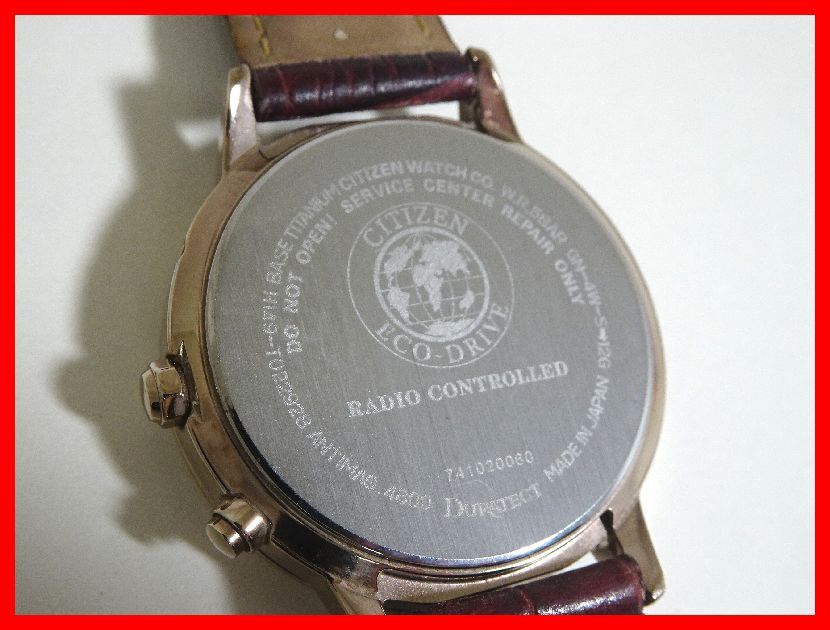 BASE TITANIUM CITIZEN WATCH CO. W.R.5BAR GN-4W-S-12G
DO NOT OPEN! SERVICE CENTER REPAIR ONLY
CITIZEN
ECO-DRIVE
RADIO CONTROLLED
741020060
4800 DURATECT MADE IN JAPAN